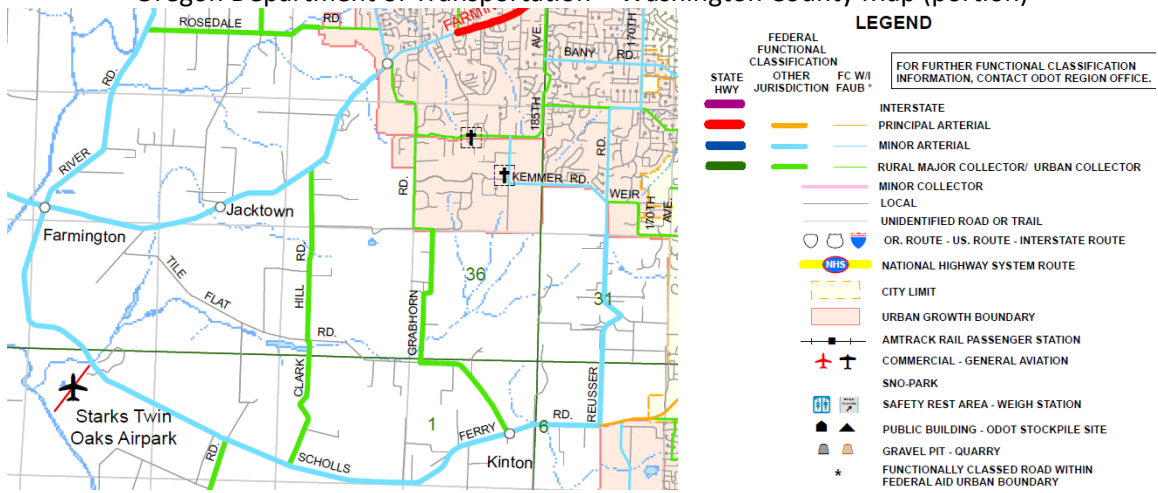 Oregon Department of Transportation – Washington County Map (portion)
ROSEDALE
RD.
FARMIN
AVE.
185TH
BANY
RD.
170TH
RD.
RIVER
RD.
KEMMER RD.
WEIR
170TH
AVE.
Farmington
Jacktown
TILE
FLAT
RD.
CLARK
HILL
RD.
GRABHORN
RD.
36
31
REUSSER
1
6
FERRY
RD.
SCHOLLS
Kinton
RD.
Starks Twin
Oaks Airpark
LEGEND
FEDERAL
FUNCTIONAL
CLASSIFICATION
STATE
HWY
OTHER
JURISDICTION
FC W/I
FAUB *
FOR FURTHER FUNCTIONAL CLASSIFICATION
INFORMATION, CONTACT ODOT REGION OFFICE.
INTERSTATE
PRINCIPAL ARTERIAL
MINOR ARTERIAL
RURAL MAJOR COLLECTOR/ URBAN COLLECTOR
MINOR COLLECTOR
LOCAL
UNIDENTIFIED ROAD OR TRAIL
OR. ROUTE - US. ROUTE - INTERSTATE ROUTE
NHS
NATIONAL HIGHWAY SYSTEM ROUTE
CITY LIMIT
URBAN GROWTH BOUNDARY
AMTRACK RAIL PASSENGER STATION
COMMERCIAL - GENERAL AVIATION
SNO-PARK
SAFETY REST AREA - WEIGH STATION
PUBLIC BUILDING - ODOT STOCKPILE SITE
GRAVEL PIT - QUARRY
* FUNCTIONALLY CLASSED ROAD WITHIN
FEDERAL AID URBAN BOUNDARY